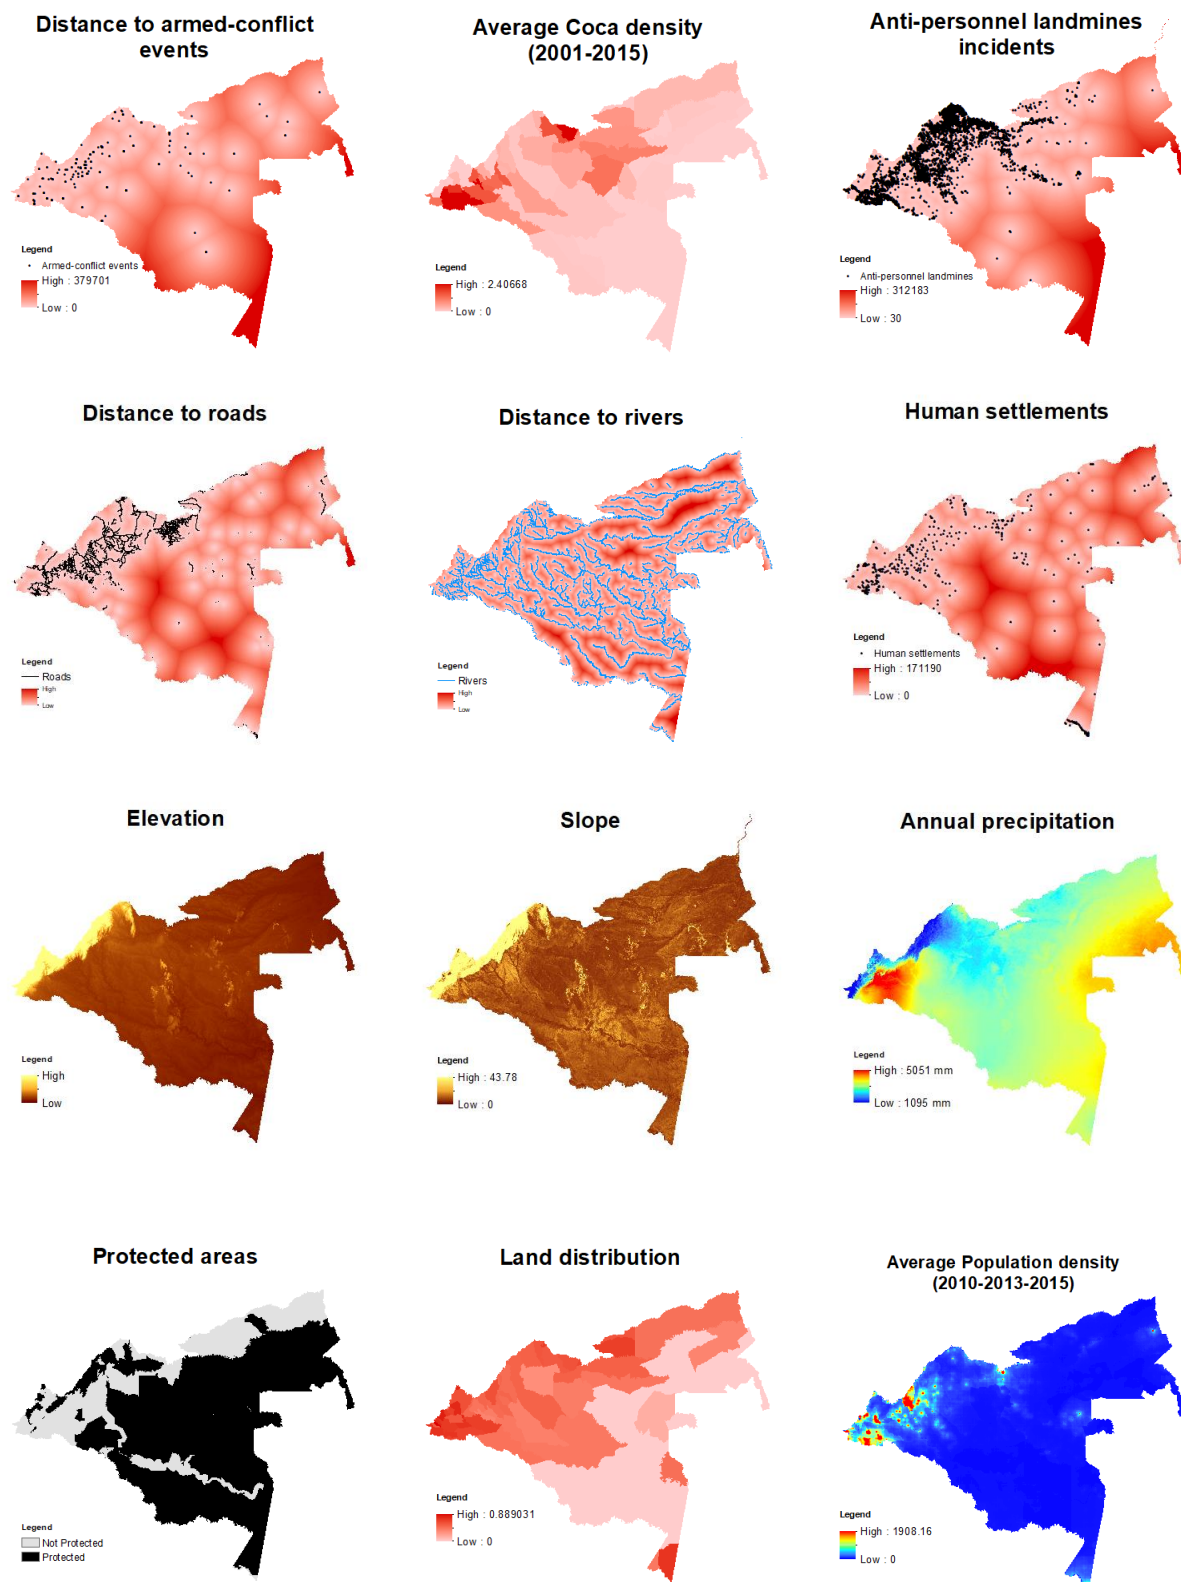 Distance to armed-conflict
events
Legend
Armed-conflict events
High : 379701
Low : 0
Average Coca density
(2001-2015)
Legend
High : 2.40668
Low : 0
Anti-personnel landmines
incidents
Legend
Anti-personnel landmines
High : 312183
Low : 30
Distance to roads
Legend
Roads
High
Low
Distance to rivers
Legend
Rivers
High
Low
Human settlements
Legend
Human settlements
High : 171190
Low : 0
Elevation
Legend
High
Low
Slope
Legend
High : 43.78
Low : 0
Annual precipitation
Legend
High : 5051 mm
Low : 1095 mm
Protected areas
Legend
Not Protected
Protected
Land distribution
Legend
High : 0.889031
Low : 0
Average Population density
(2010-2013-2015)
Legend
High : 1908.16
Low : 0